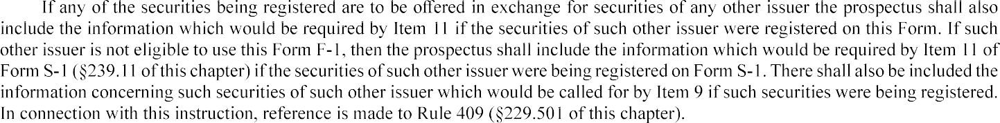 If any of the securities being registered are to be offered in exchange for securities of any other issuer the prospectus shall also
include the information which would be required by Item 11 if the securities of such other issuer were registered on this Form. If such
other issuer is not eligible to use this Form F-1, then the prospectus shall include the information which would be required by Item 11 of
Form S-1 (§239.11 of this chapter) if the securities of such other issuer were being registered on Form S-1. There shall also be included the
information concerning such securities of such other issuer which would be called for by Item 9 if such securities were being registered.
In connection with this instruction, reference is made to Rule 409 (§229.501 of this chapter).